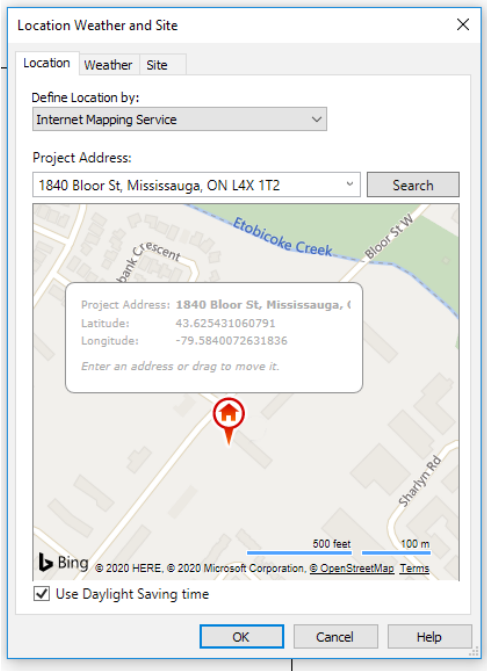 Location Weather and Site
Location Weather Site
Define Location by:
Internet Mapping Service
Project Address:
1840 Bloor St, Mississauga, ON L4X 1T2
Search
Etobicoke Creek
Bloor St W
bank Crescent
Project Address: 1840 Bloor St, Mississauga, (
Latitude: 43.625431060791
Longitude: -79.5840072631836
Enter an address or drag to move it.
Sharlyn Rd
500 feet 100 m
Bing © 2020 HERE, © 2020 Microsoft Corporation, © OpenStreetMap Terms
Use Daylight Saving time
OK Cancel Help